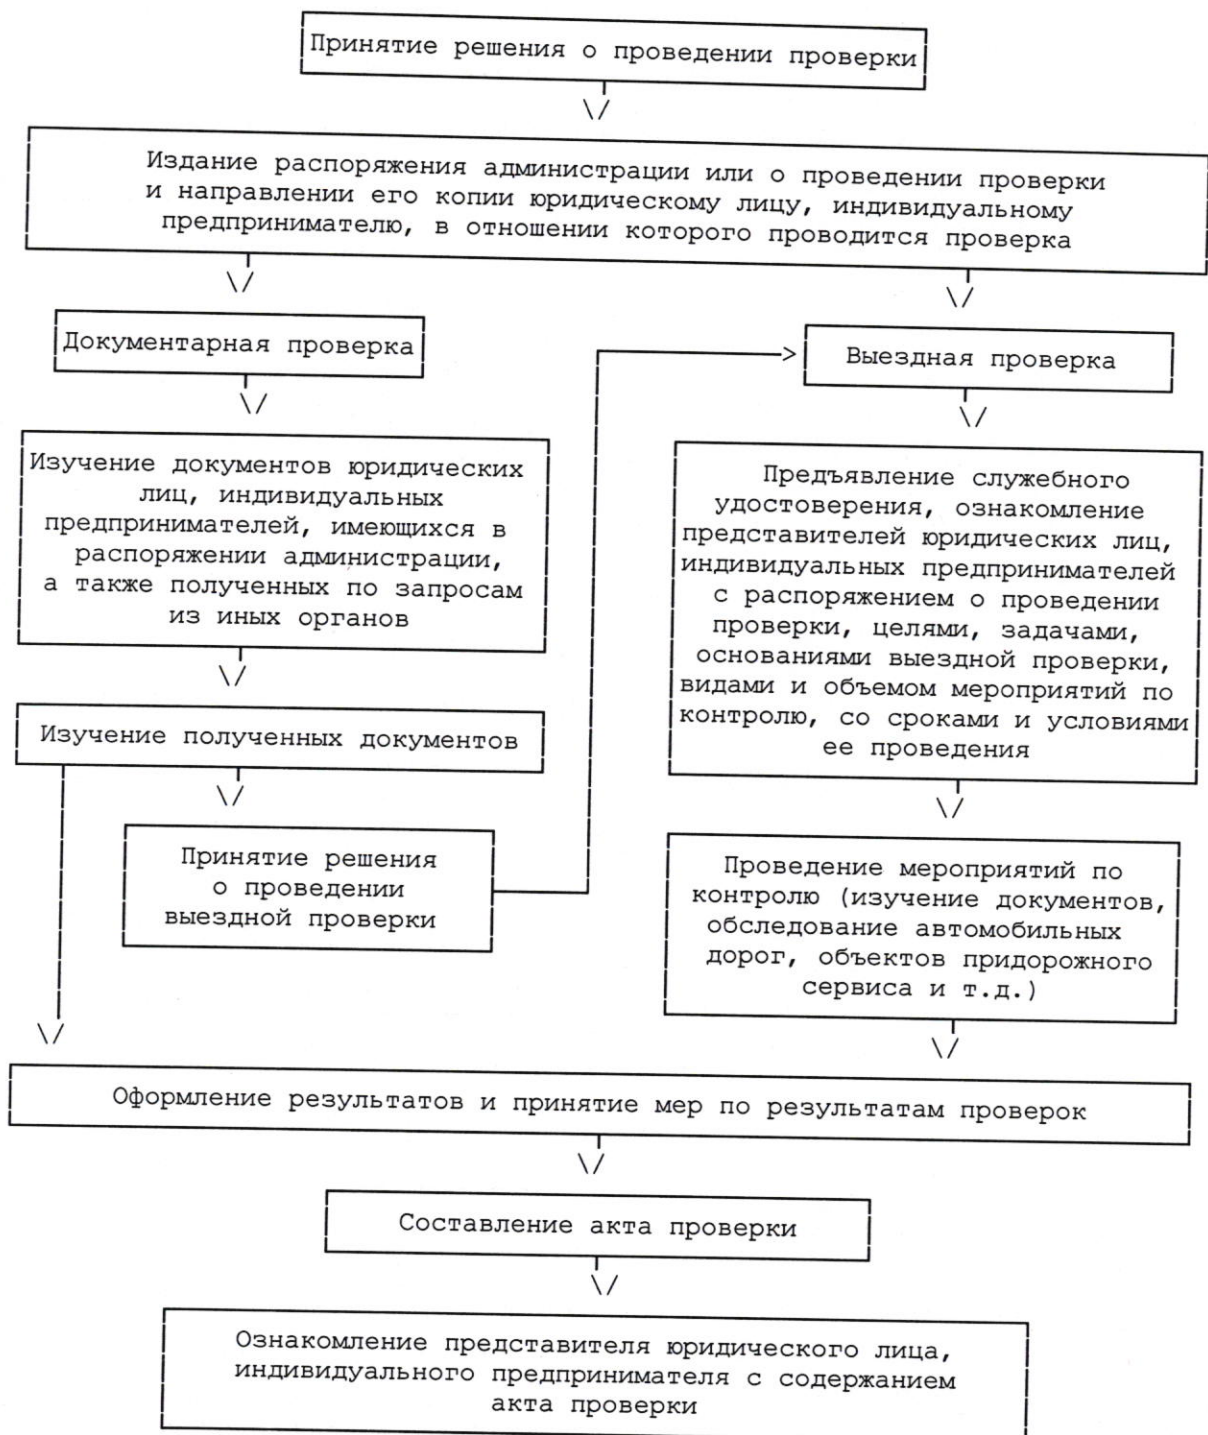 Принятие решения о проведении проверки
\/
Издание распоряжения администрации или о проведении проверки
и направлении его копии юридическому лицу, индивидуальному
предпринимателю, в отношении которого проводится проверка
\/
\/
Документарная проверка
>
Выездная проверка
\/
\/
Изучение документов юридических
лиц, индивидуальных
предпринимателей, имеющихся в
распоряжении администрации,
а также полученных по запросам
из иных органов
\/
Изучение полученных документов
\/
Принятие решения
о проведении
выездной проверки
Предъявление служебного
удостоверения, ознакомление
представителей юридических лиц,
индивидуальных предпринимателей
с распоряжением о проведении
проверки, целями, задачами,
основаниями выездной проверки,
видами и объемом мероприятий по
контролю, со сроками и условиями
ее проведения
\/
Проведение мероприятий по
контролю (изучение документов,
обследование автомобильных
дорог, объектов придорожного
сервиса и т.д.)
\/
\/
Оформление результатов и принятие мер по результатам проверок
\/
Составление акта проверки
\/
Ознакомление представителя юридического лица,
индивидуального предпринимателя с содержанием
акта проверки